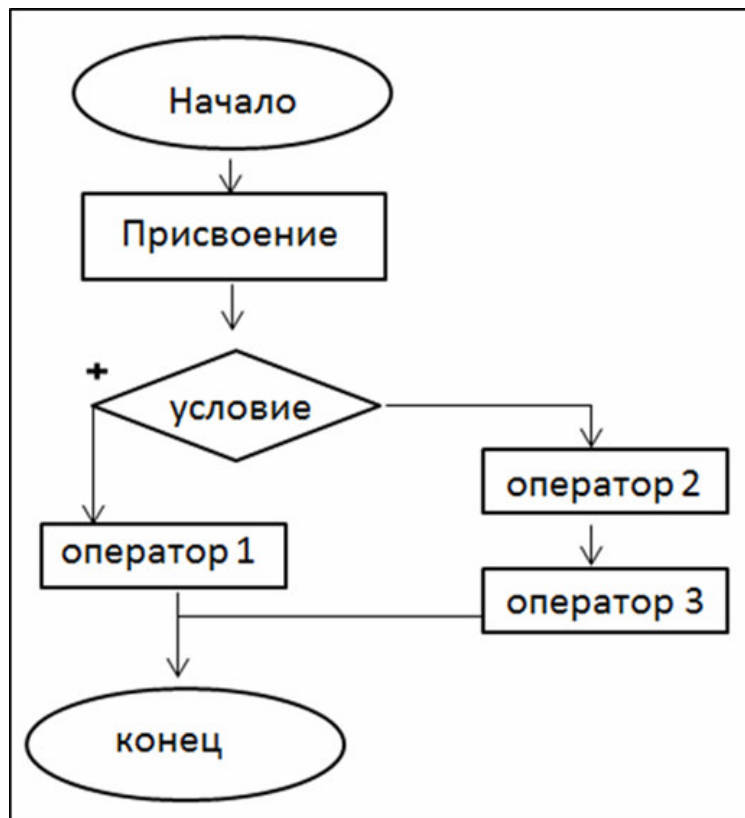 Начало
Присвоение
+
условие
оператор 2
оператор 1
оператор 3
конец